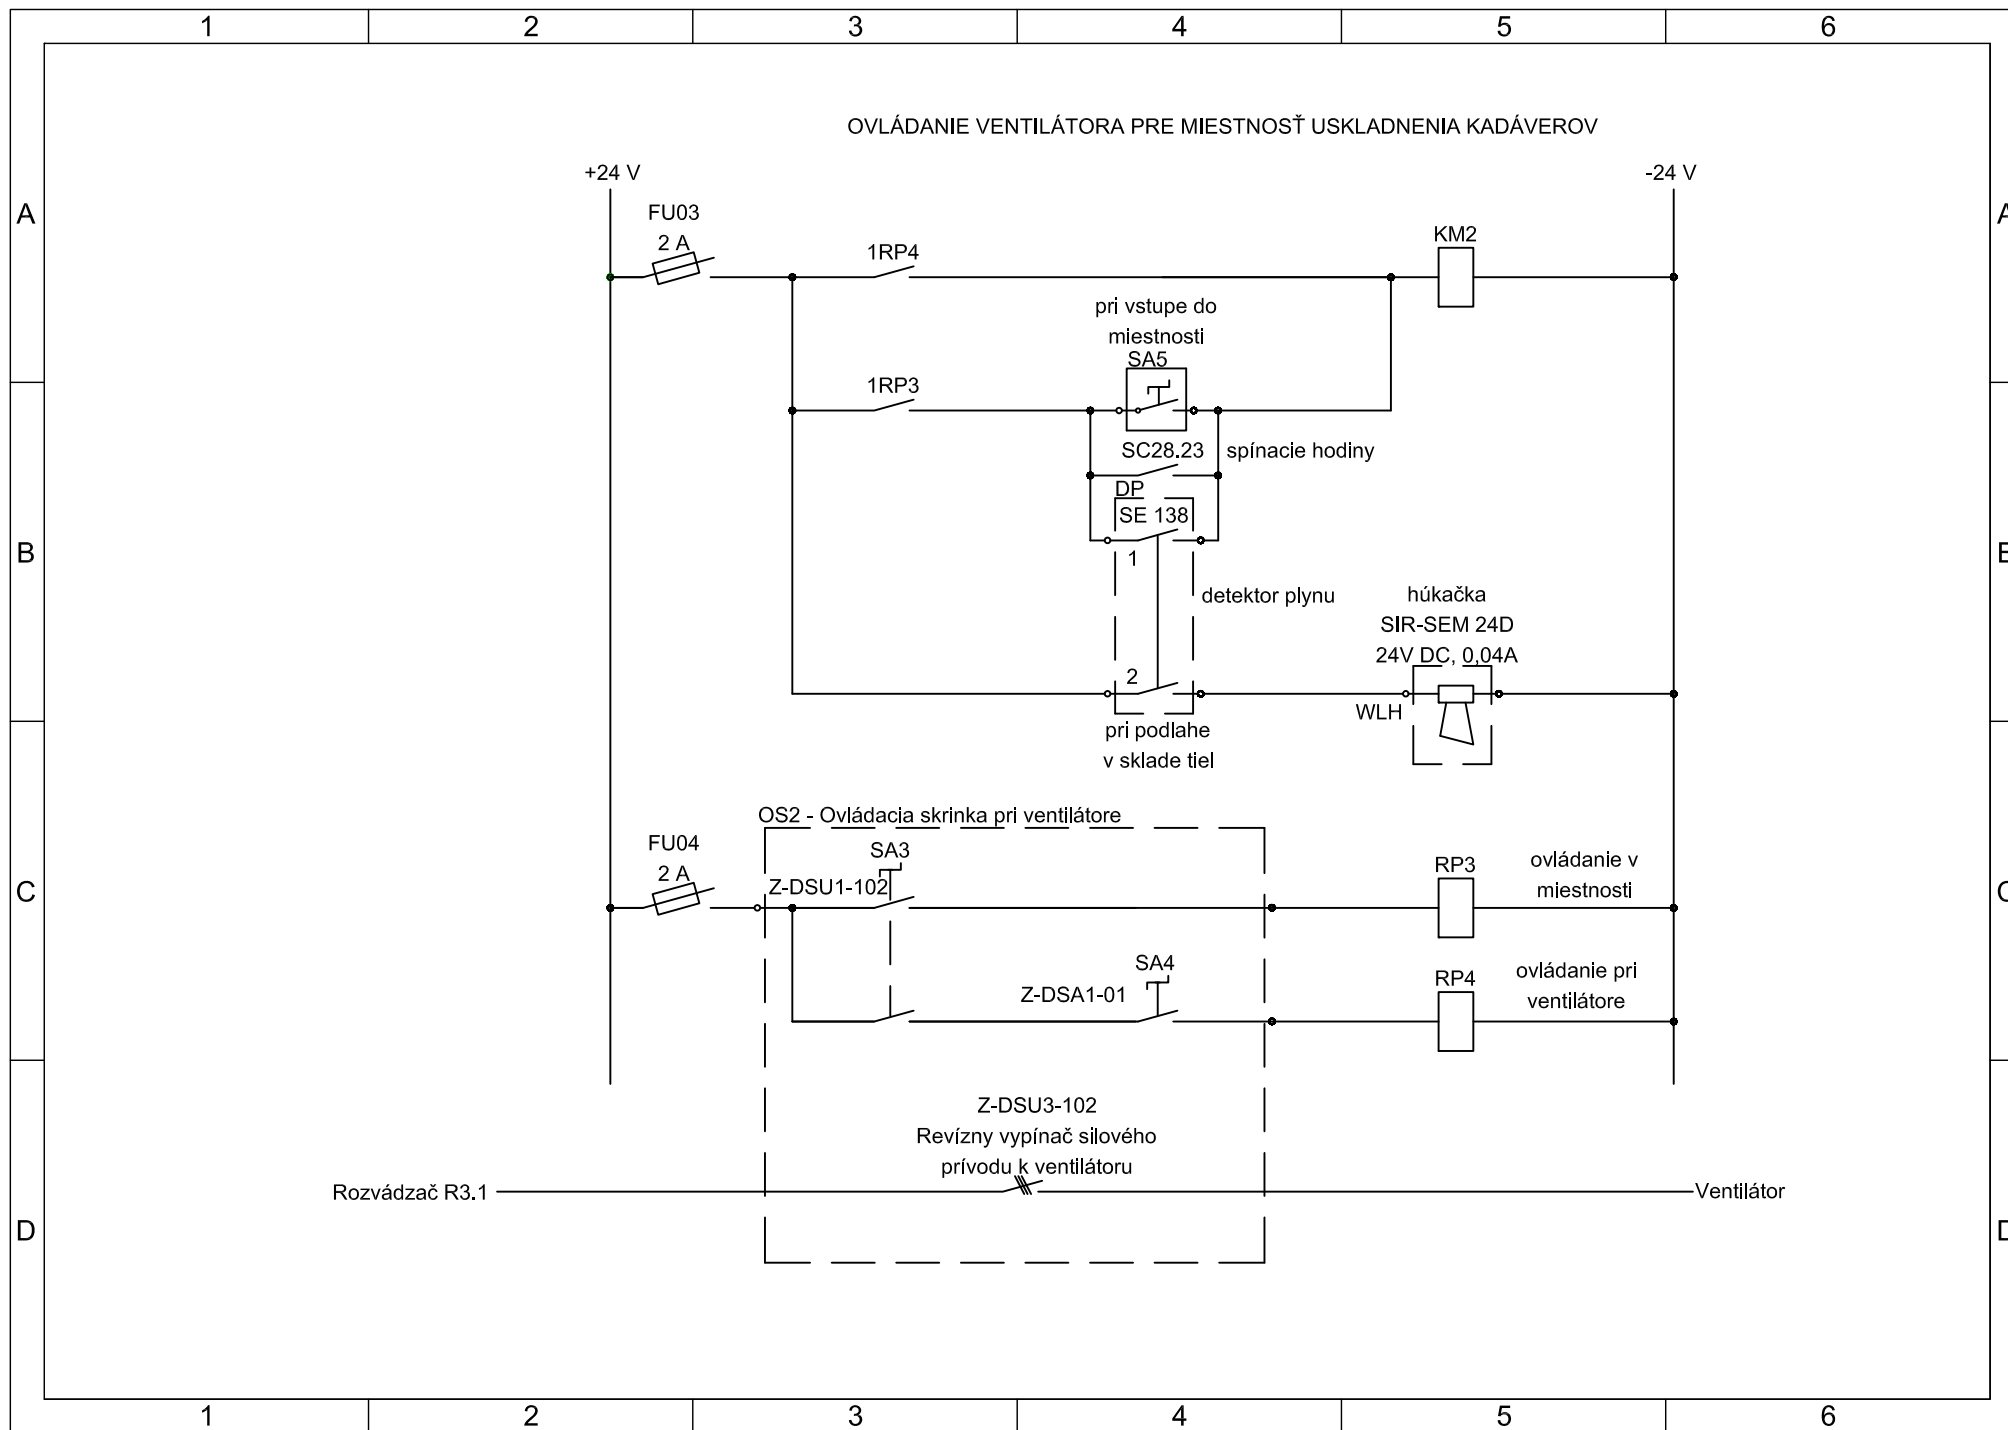 1 2 3 4 5 6
OVLÁDANIE VENTILÁTORA PRE MIESTNOSŤ USKLADNENIA KADÁVEROV
+24 V
-24 V
A
A
FU03
2 A
1RP4
KM2
pri vstupe do
miestnosti
SA5
1RP3
SC28.23
spínacie hodiny
DP
SE 138
1
B
B
detektor plynu
húkačka
SIR-SEM 24D
24V DC, 0,04A
2
WLH
pri podlahe
v sklade tiel
OS2 - Ovládacia skrinka pri ventilátore
FU04
2 A
SA3
Z-DSU1-102
RP3
ovládanie v
miestnosti
C
C
SA4
Z-DSA1-01
RP4
ovládanie pri
ventilátore
Z-DSU3-102
Revízny vypínač silového
prívodu k ventilátoru
Rozvádzač R3.1
Ventilátor
D
D
1 2 3 4 5 6